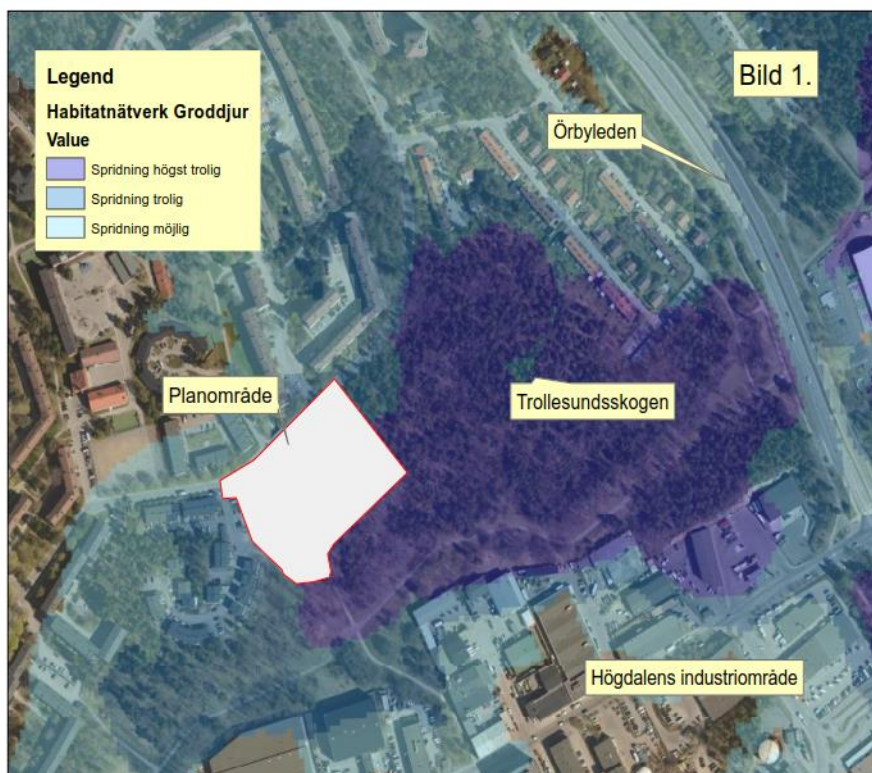 Legend
Habitatnätverk Groddjur
Value
Spridning högst trolig
Spridning trolig
Spridning möjlig
Bild 1.
Örbyleden
Planområde
Trollesundsskogen
Högdalens industriområde